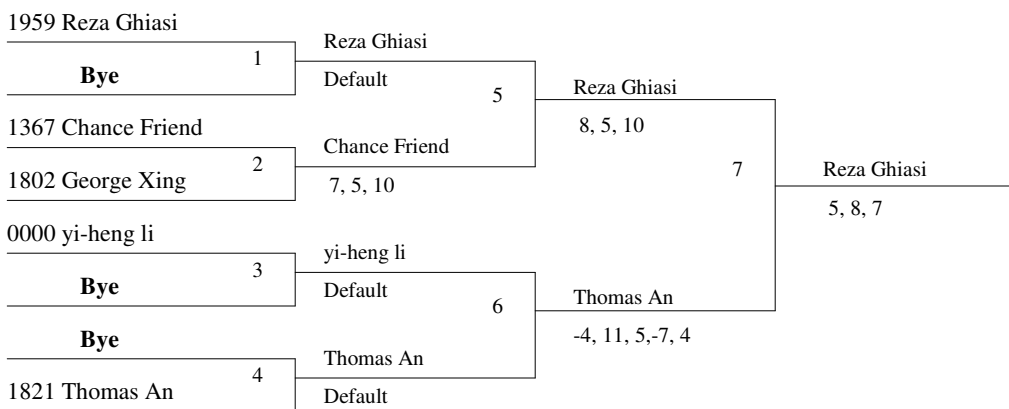 1959 Reza Ghiasi
Bye
1
Reza Ghiasi
Default
1367 Chance Friend
1802 George Xing
2
Chance Friend
7, 5, 10
5
Reza Ghiasi
8, 5, 10
0000 yi-heng li
Bye
3
yi-heng li
Default
Bye
1821 Thomas An
4
Thomas An
Default
6
Thomas An
-4, 11, 5,-7, 4
7
Reza Ghiasi
5, 8, 7